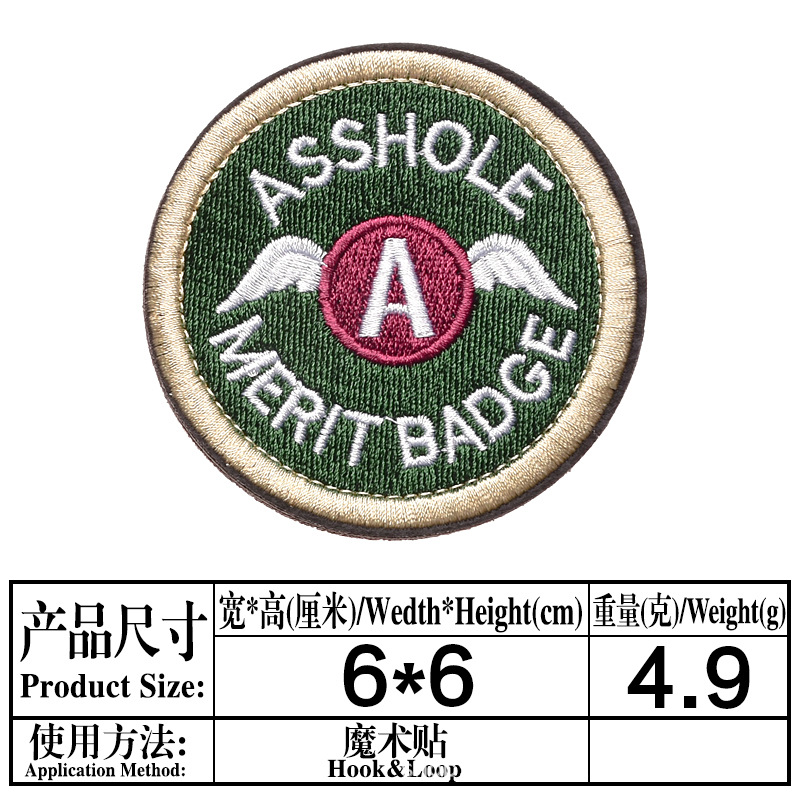 ASSHOLE
A
MERIT BADGE
产品尺寸
Product Size:
宽*高(厘米)/Wedth*Height(cm)
重量(克)/Weight(g)
6*6
4.9
使用方法:
Application Method:
魔术贴
Hook&Loop